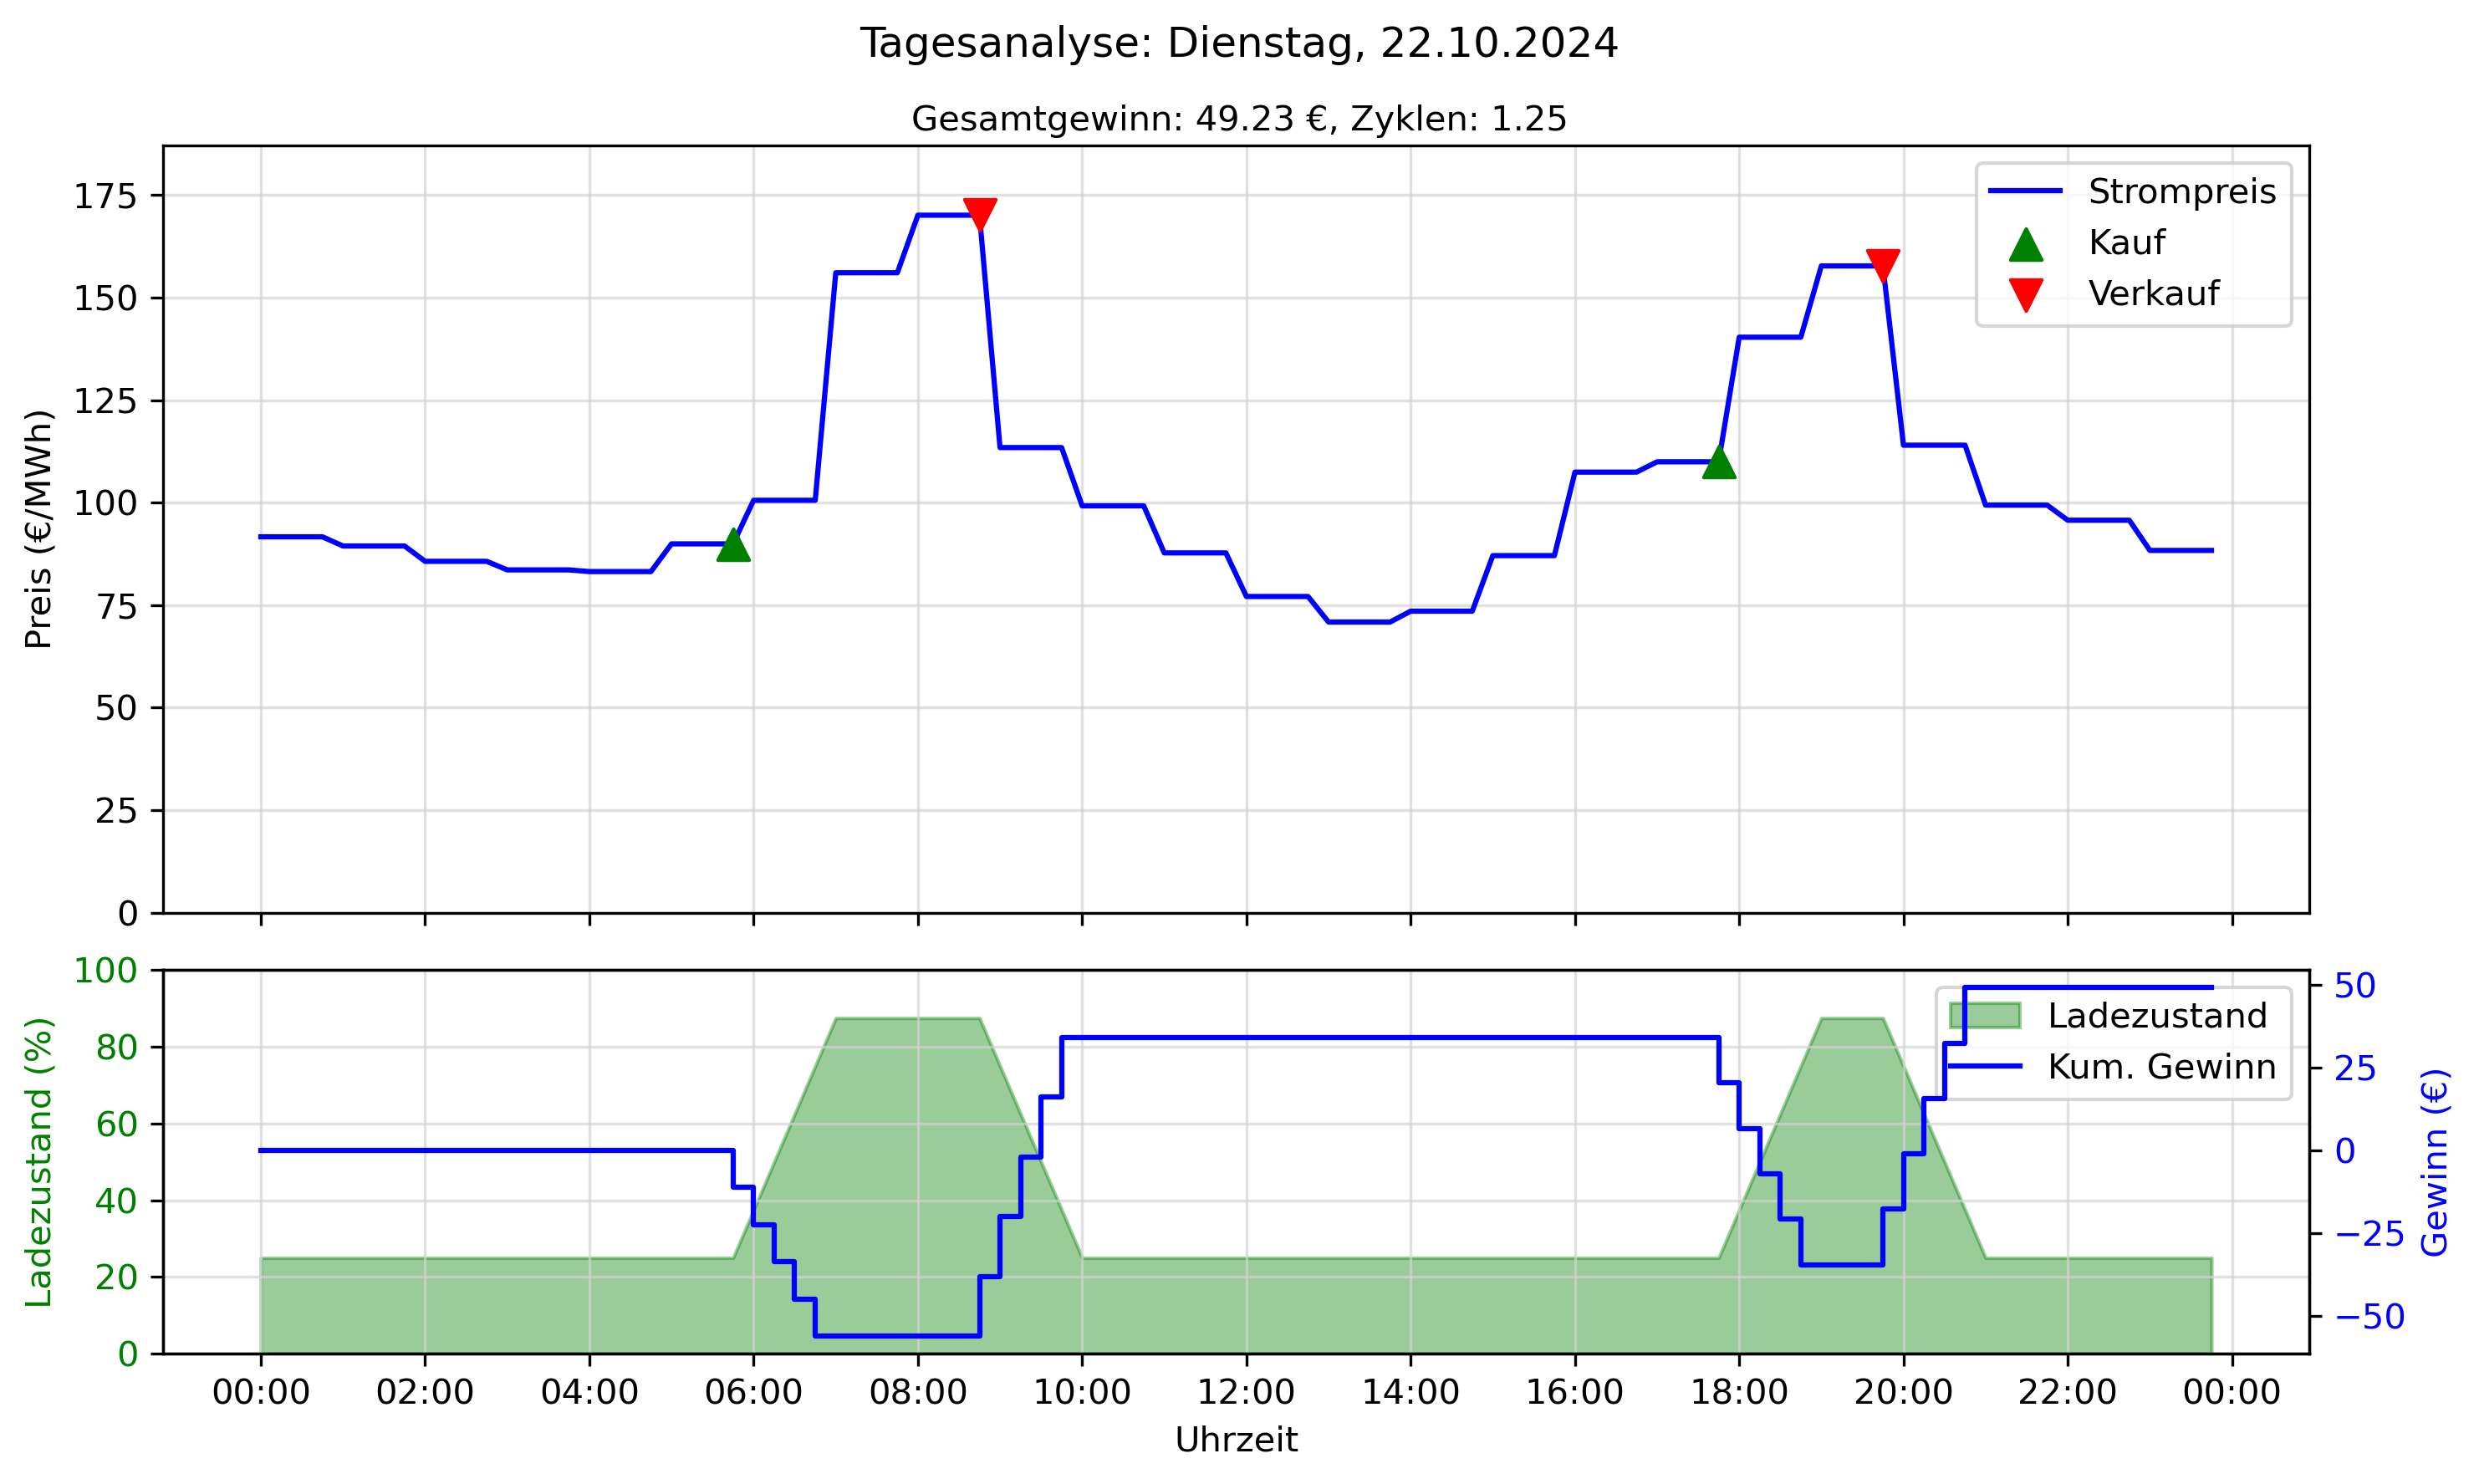 Tagesanalyse: Dienstag, 22.10.2024
Gesamtgewinn: 49.23 €, Zyklen: 1.25
Preis (€/MWh)
175
150
125
100
75
50
25
0
Strompreis
Kauf
Verkauf
Ladezustand (%)
100
80
60
40
20
0
Ladezustand
Kum. Gewinn
50
25
0
−25
−50
Gewinn (€)
00:00 02:00 04:00 06:00 08:00 10:00 12:00 14:00 16:00 18:00 20:00 22:00 00:00
Uhrzeit